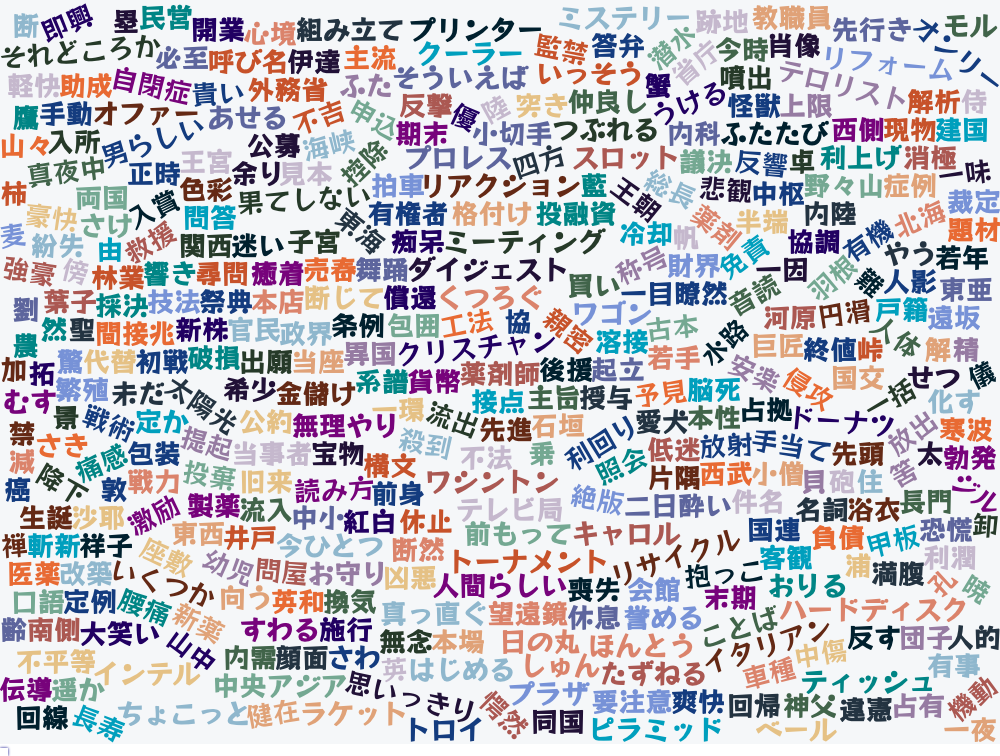 断 即興 塁 民営 開業 心境 組み立て プリンター ミステリー 跡地 教職員 先行き メンタリー モル
それどころか 必至 呼び名 伊達 主流 クーラー 監禁 答弁 潜水 省庁 今時 肖像 リフォーム
軽快 助成 自閉症 貴い 外務省 ふた そういえば いっそう 蟹 噴出 テロリスト
鷹 手動 オファー あせる 不吉 申込 反撃 優 陸 突き 仲良し うける 怪獣 上限 解析 侍
山々 入所 男らしい 公募 海峡 期末 小切手 つぶれる 内科 ふたたび 西側 現物 建国
真夜中 正時 王宮 余り 見本 控除 プロレス 四方 スロット 議決 反響 卓 利上げ 消極 一味
柿 両国 入賞 色彩 果てしない 拍車 リアクション 藍 王朝 総長 悲観 中枢 野々山 症例 裁定
麦 豪快 さけ 問答 東海 有権者 格付け 投融資 冷却 帆 薬剤 半端 内陸 有機 北海 題材
紛失 由 救援 関西 迷い 子宮 痴呆 ミーティング 称号 財界 免責 協調 やう 若年
強豪 傍 林業 響き 尋問 癒着 売春 舞踊 ダイジェスト 買い 一目瞭然 一因 羽根 難 人影 東亜
劉 葉子 採決 技法 祭典 本店 断じて 償還 くつろぐ ワゴン 音読 河原 円滑 戸籍 遠坂
農 然 聖 間接 兆 新株 官民 政界 条例 包囲 工法 協 親密 溶接 古本 水路 巨匠 終値 峠 人体 解 精
加 拓 驚 代替 初戦 破損 出願 当座 異国 クリスチャン 薬剤師 後援 起立 若手 安楽 侵攻 国交 一括 せつ 儀
むす 繁殖 未だ 太陽光 希少 金儲け 系譜 貨幣 接点 主旨 授与 予見 脳死 化す
禁 景 さき 戦術 定か 公約 無理やり 一環 流出 先進 石垣 利回り 愛犬 本性 占拠 ドーナツ 放出 寒波
減 降下 痛感 包装 提起 当事者 宝物 横文 殺到 不法 乗 照会 低迷 放射 手当て 先頭 答 太 勃発
癌 敦 戦力 投棄 旧来 読み方 前身 ワシントン 片隅 西武 小僧 貝 砲 住 ビル
生誕 沙耶 激励 製薬 流入 中小 紅白 休止 テレビ局 絶版 二日酔い 件名 名詞 浴衣 長門 卸
禅 斬新 祥子 東西 井戸 今ひとつ 断然 前もって キャロル 国連 負債 甲板 恐慌
医薬 改築 いくつか 座敷 幼児 問屋 お守り 凶悪 トーナメント リサイクル 客観 浦 満腹 利潤 孔 暁
口語 定例 腰痛 新薬 向う 英和 換気 人間らしい 喪失 会館 抱っこ おりる 末期
齢 南側 大笑い 山中 すわる 施行 真っ直ぐ 望遠鏡 休息 誉める ことば ハードディスク
不平等 インテル 内需 顔面 さわ 無念 本場 日の丸 ほんとう イタリアン 中傷 反す 団子 人的
伝導 遥か 中央アジア 思いっきり 英 はじめる しゅん たずねる 車種 ティッシュ 有事
回線 長寿 ちょこっと 健在 ラケット トロイ プラザ 愕然 同国 要注意 爽快 ピラミッド 回帰 神父 ベール 違憲 占有 機動 一夜